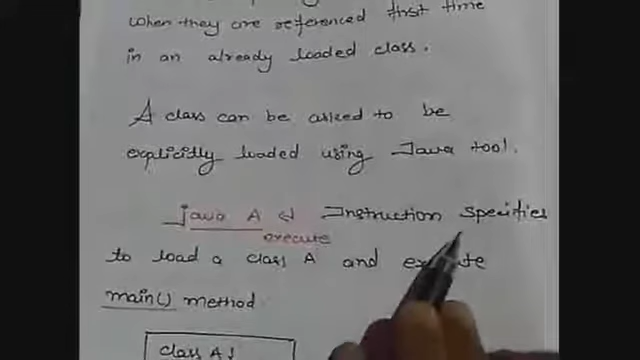 when they are referenced first time
in an already loaded class.
A class can be asked to be
explicitly loaded using Java tool.
java A ↵ Instruction specifies
execute
to load a class A and execute
main() method
class A {